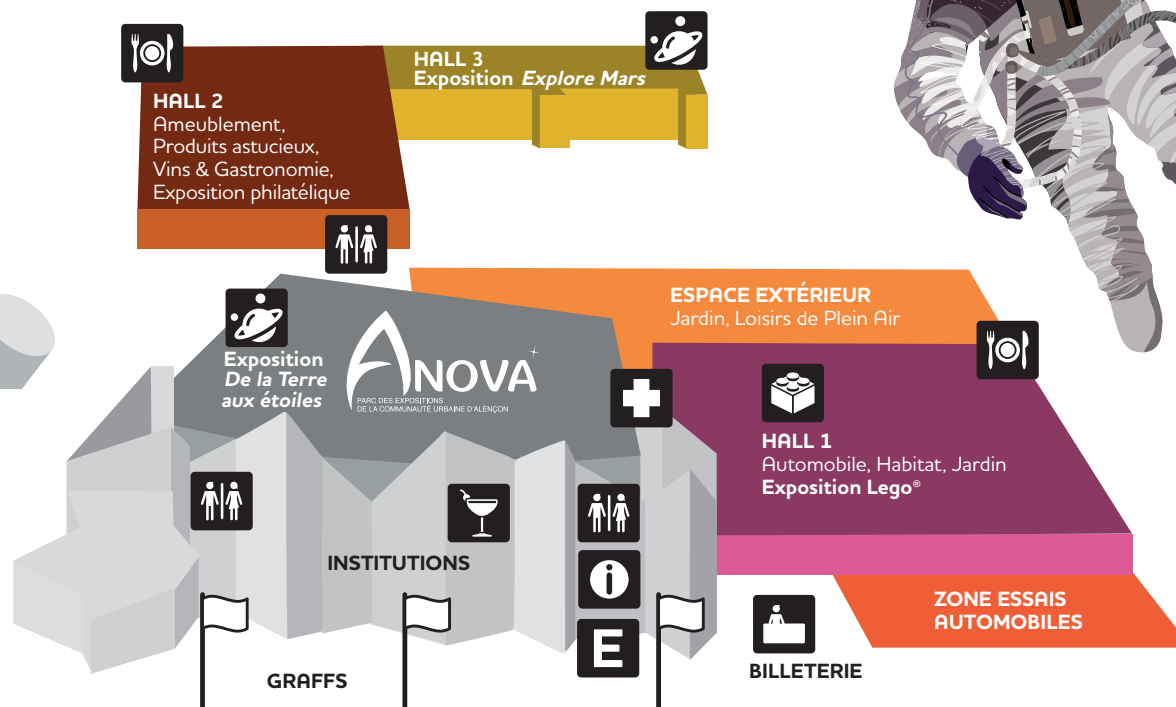 HALL 3
Exposition Explore Mars
HALL 2
Ameublement,
Produits astucieux,
Vins & Gastronomie,
Exposition philatélique
ESPACE EXTÉRIEUR
Jardin, Loisirs de Plein Air
Exposition
De la Terre
aux étoiles
ANOVA
PARC DES EXPOSITIONS
DE LA COMMUNAUTÉ URBAINE D'ALENÇON
HALL 1
Automobile, Habitat, Jardin
Exposition Lego®
INSTITUTIONS
i
E
ZONE ESSAIS
AUTOMOBILES
BILLETERIE
GRAFFS